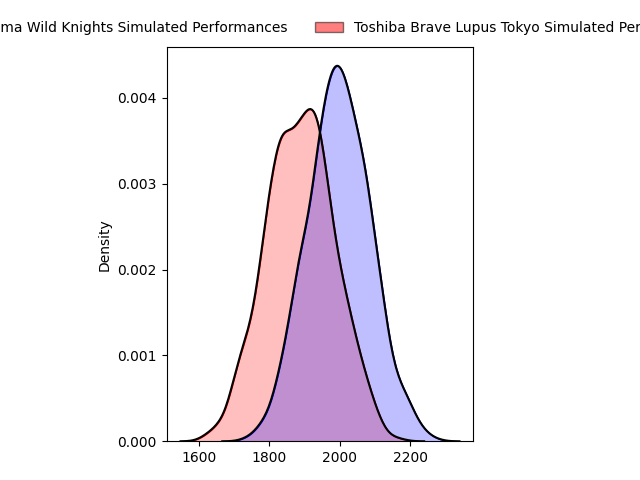 ma Wild Knights Simulated Performances
Toshiba Brave Lupus Tokyo Simulated Per
Density
0.004
0.003
0.002
0.001
0.000
1600 1800 2000 2200